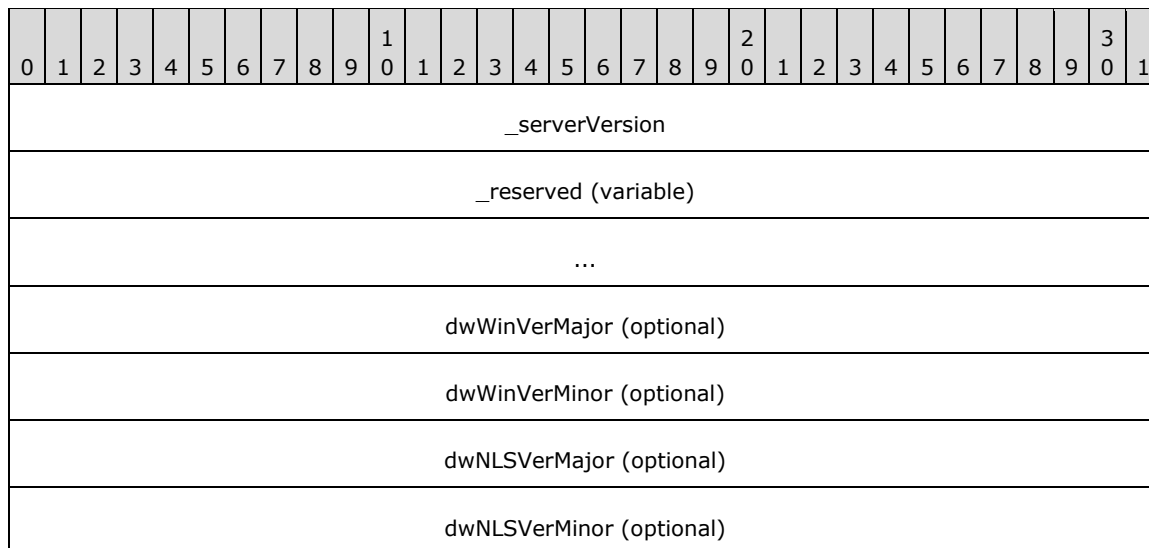 1 2 3
0 1 2 3 4 5 6 7 8 9 0 1 2 3 4 5 6 7 8 9 0 1 2 3 4 5 6 7 8 9 0 1
_serverVersion
_reserved (variable)
...
dwWinVerMajor (optional)
dwWinVerMinor (optional)
dwNLSVerMajor (optional)
dwNLSVerMinor (optional)